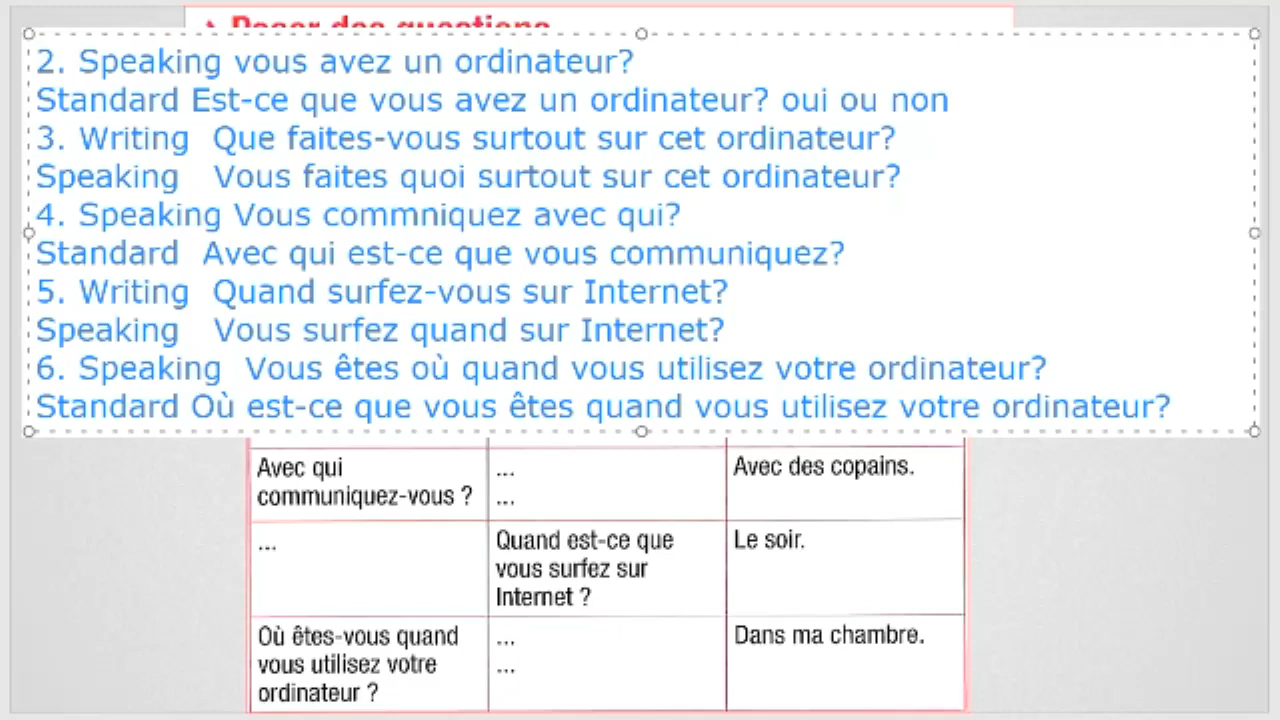 Poser des questions
2. Speaking vous avez un ordinateur?
Standard Est-ce que vous avez un ordinateur? oui ou non
3. Writing Que faites-vous surtout sur cet ordinateur?
Speaking Vous faites quoi surtout sur cet ordinateur?
4. Speaking Vous commniquez avec qui?
Standard Avec qui est-ce que vous communiquez?
5. Writing Quand surfez-vous sur Internet?
Speaking Vous surfez quand sur Internet?
6. Speaking Vous êtes où quand vous utilisez votre ordinateur?
Standard Où est-ce que vous êtes quand vous utilisez votre ordinateur?
Avec qui
communiquez-vous ?
...
...
Avec des copains.
...
Quand est-ce que
vous surfez sur
Internet ?
Le soir.
Où êtes-vous quand
vous utilisez votre
ordinateur ?
...
...
Dans ma chambre.